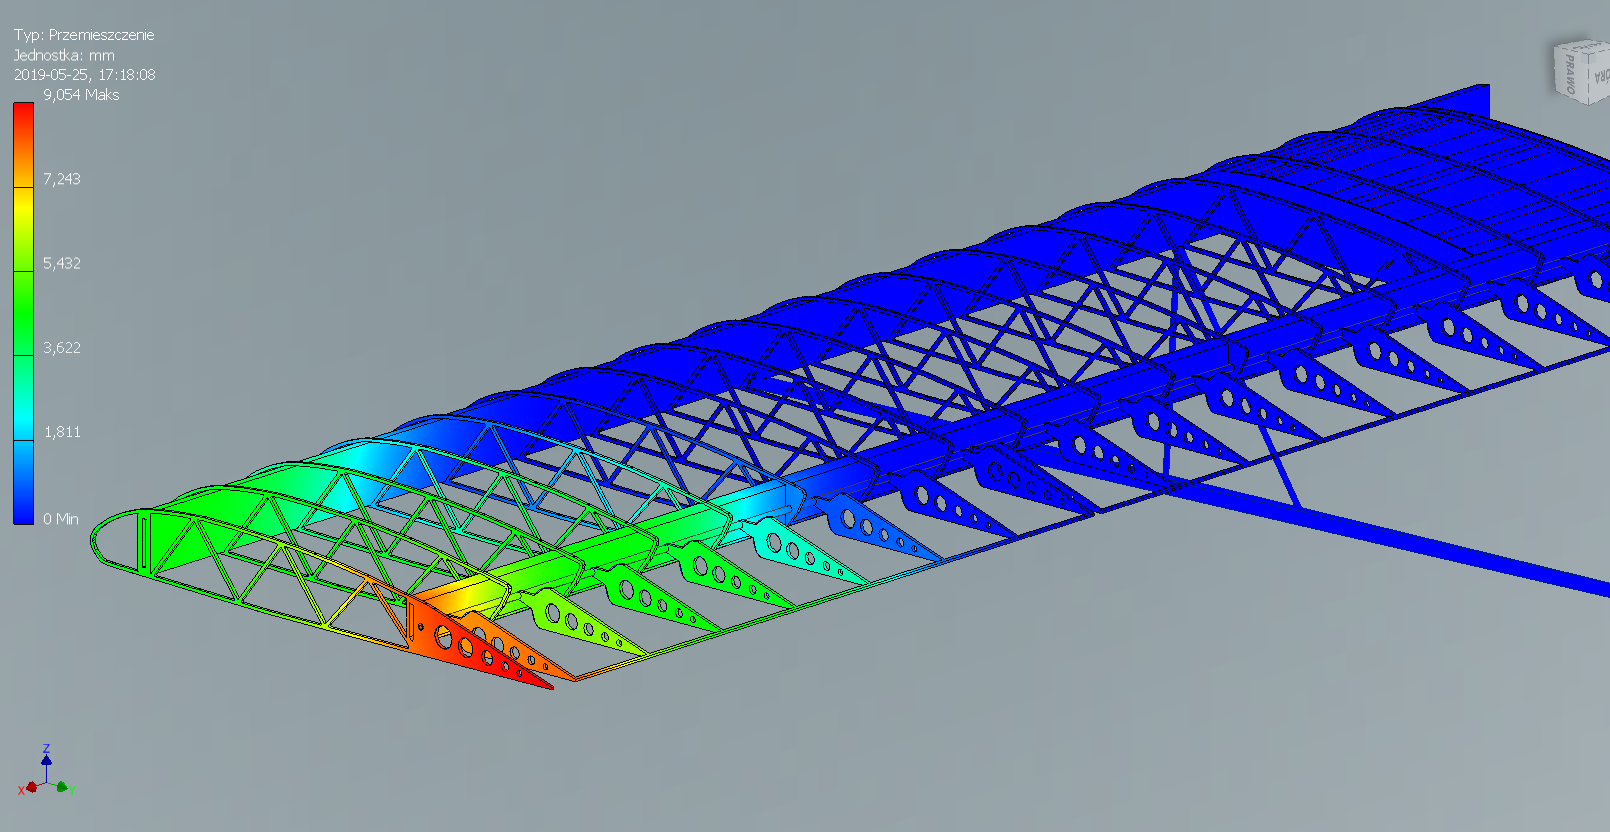 Typ: Przemieszczenie
Jednostka: mm
2019-05-25, 17:18:08
9,054 Maks
7,243
5,432
3,622
1,811
0 Min
PRAWO
Z
X
Y